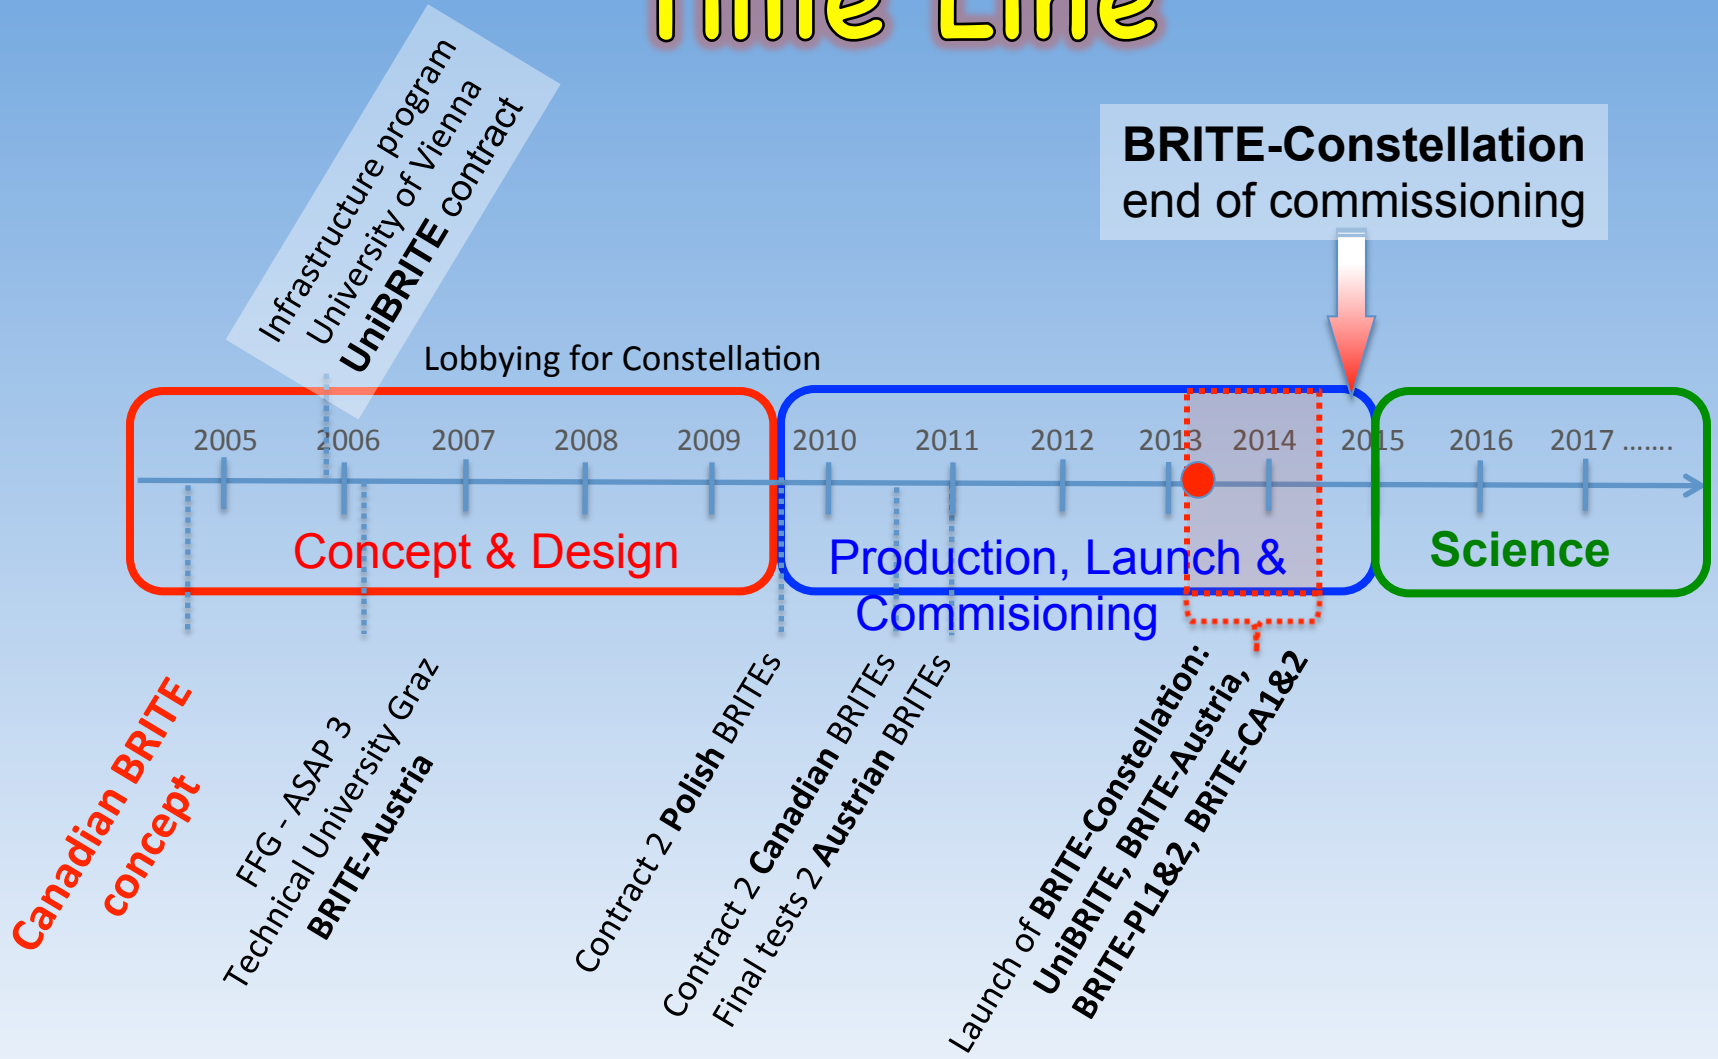 Time Line
Infrastructure program
University of Vienna
UniBRITE contract
BRITE-Constellation
end of commissioning
Lobbying for Constellation
2005 2006 2007 2008 2009 2010 2011 2012 2013 2014 2015 2016 2017 .......
Concept & Design
Production, Launch &
Commisioning
Science
Canadian BRITE
concept
FFG - ASAP 3
Technical University Graz
BRITE-Austria
Contract 2 Polish BRITEs
Contract 2 Canadian BRITEs
Final tests 2 Austrian BRITEs
Launch of BRITE-Constellation:
UniBRITE, BRITE-Austria,
BRITE-PL1&2, BRiTE-CA1&2